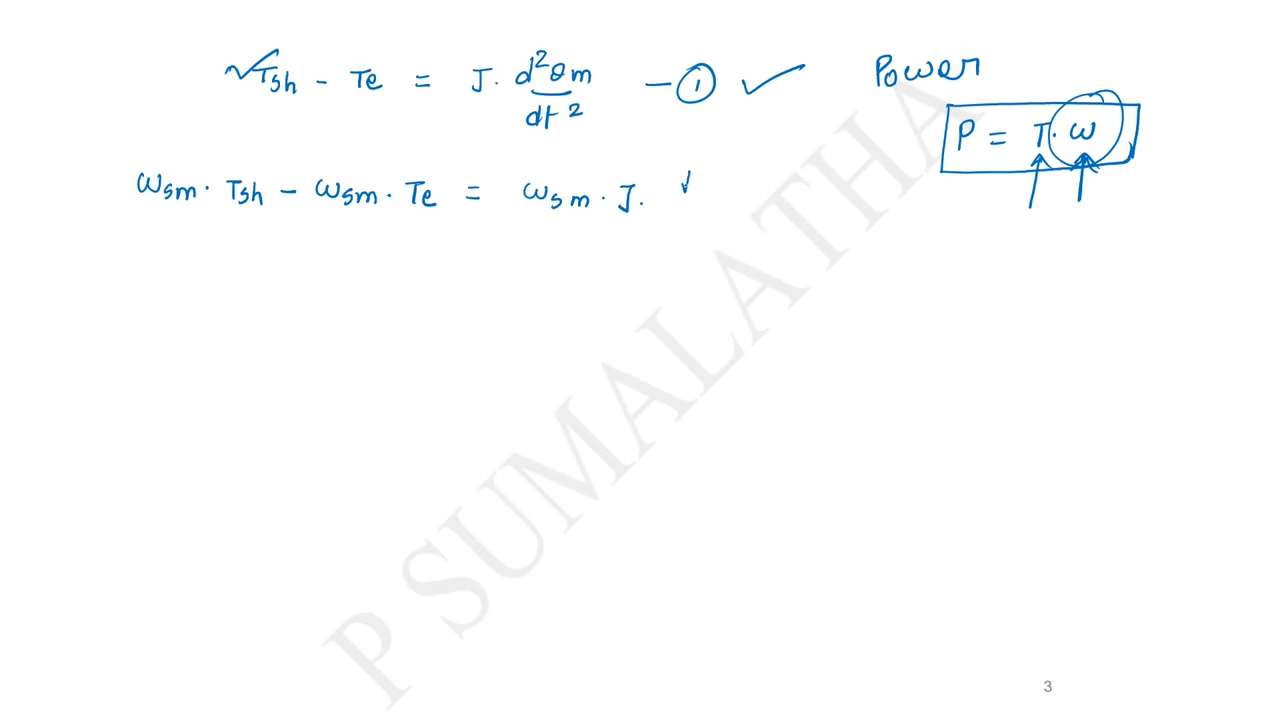 Tsh - Te = J. d²θm/dt² - ①
Power
P = T. ω
ωsm . Tsh - ωsm . Te = ωsm . J.
P SUMALATHA
3